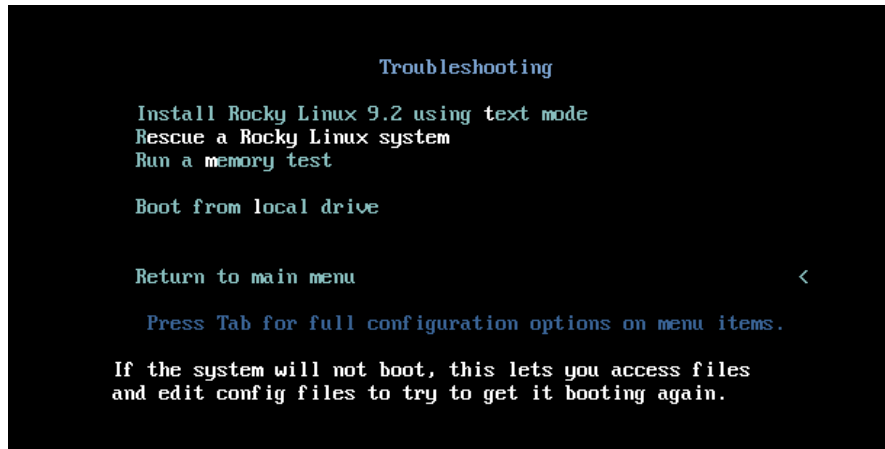 Troubleshooting
Install Rocky Linux 9.2 using text mode
Rescue a Rocky Linux system
Run a memory test
Boot from local drive
Return to main menu <
Press Tab for full configuration options on menu items.
If the system will not boot, this lets you access files
and edit config files to try to get it booting again.